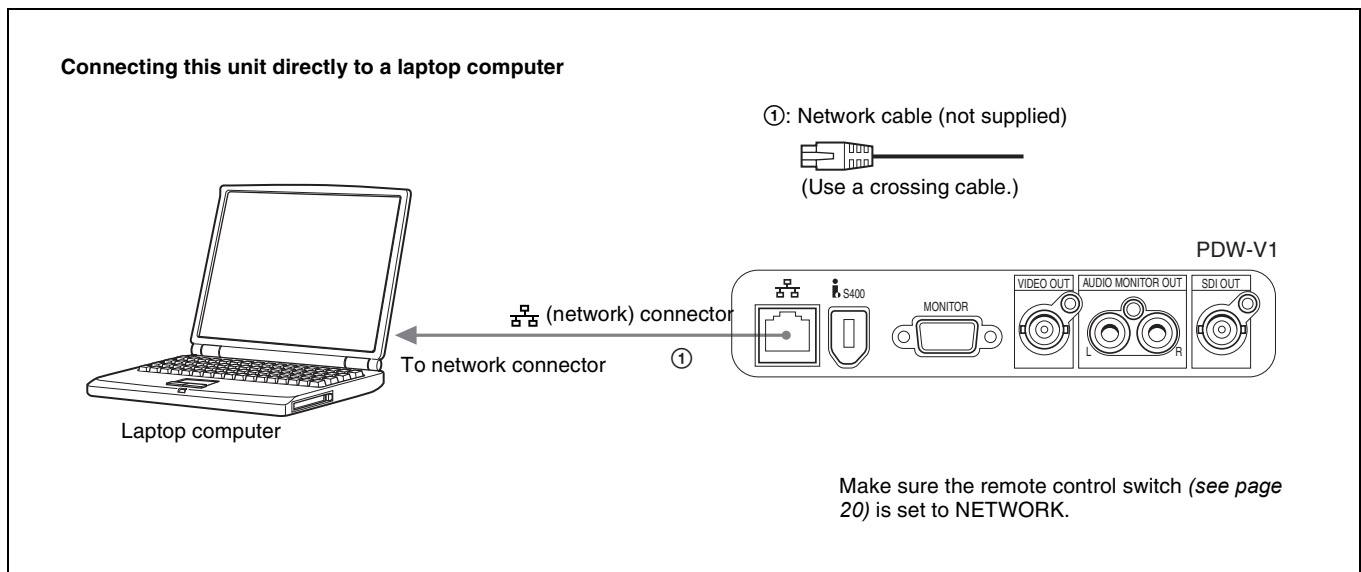 Connecting this unit directly to a laptop computer
①: Network cable (not supplied)
(Use a crossing cable.)
PDW-V1
S400
MONITOR
VIDEO OUT
AUDIO MONITOR OUT
SDI OUT
L
R
(network) connector
To network connector
①
Laptop computer
Make sure the remote control switch (see page
20) is set to NETWORK.